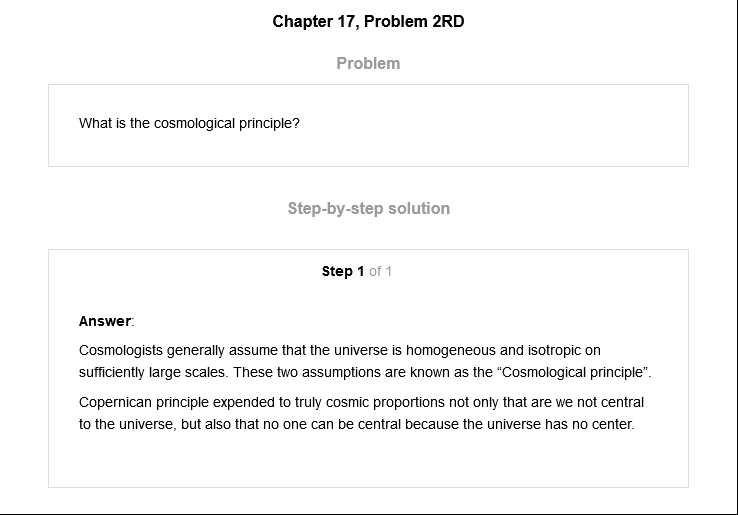 Chapter 17, Problem 2RD
Problem
What is the cosmological principle?
Step-by-step solution
Step 1 of 1
Answer:
Cosmologists generally assume that the universe is homogeneous and isotropic on
sufficiently large scales. These two assumptions are known as the “Cosmological principle”.
Copernican principle expended to truly cosmic proportions not only that are we not central
to the universe, but also that no one can be central because the universe has no center.